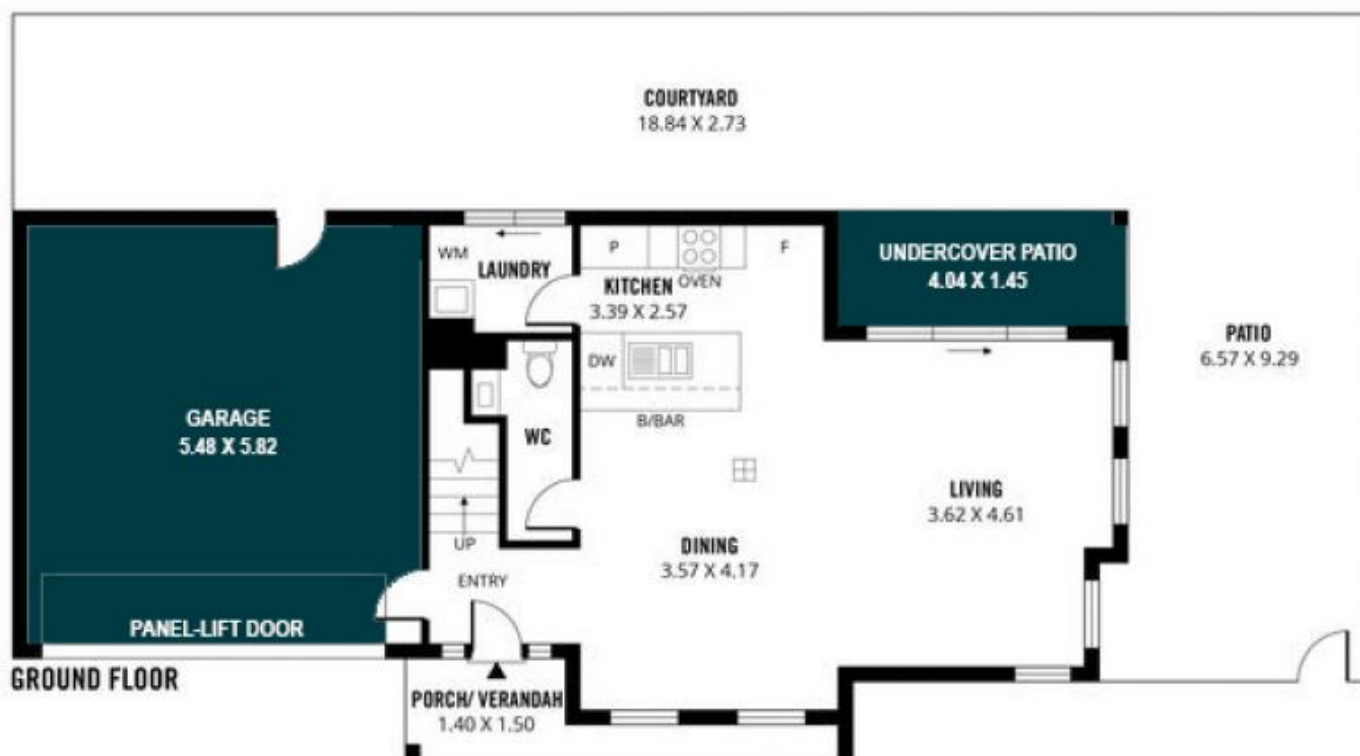 COURTYARD
18.84 X 2.73
UNDERCOVER PATIO
4.04 X 1.45
WM
LAUNDRY
P
F
OVEN
KITCHEN
3.39 X 2.57
PATIO
6.57 X 9.29
DW
B/BAR
GARAGE
5.48 X 5.82
WC
LIVING
3.62 X 4.61
DINING
3.57 X 4.17
UP
ENTRY
PANEL-LIFT DOOR
GROUND FLOOR
PORCH/ VERANDAH
1.40 X 1.50